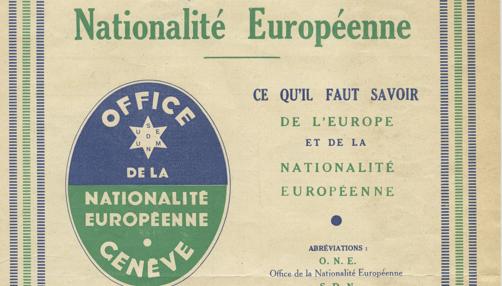 Nationalité Européenne
OFFICE
DE LA
NATIONALITÉ
EUROPÉENNE
GENÈVE
CE QU'IL FAUT SAVOIR
DE L'EUROPE
ET DE LA
NATIONALITÉ
EUROPÉENNE
ABRÉVIATIONS :
O. N. E.
Office de la Nationalité Européenne
S. D. N.